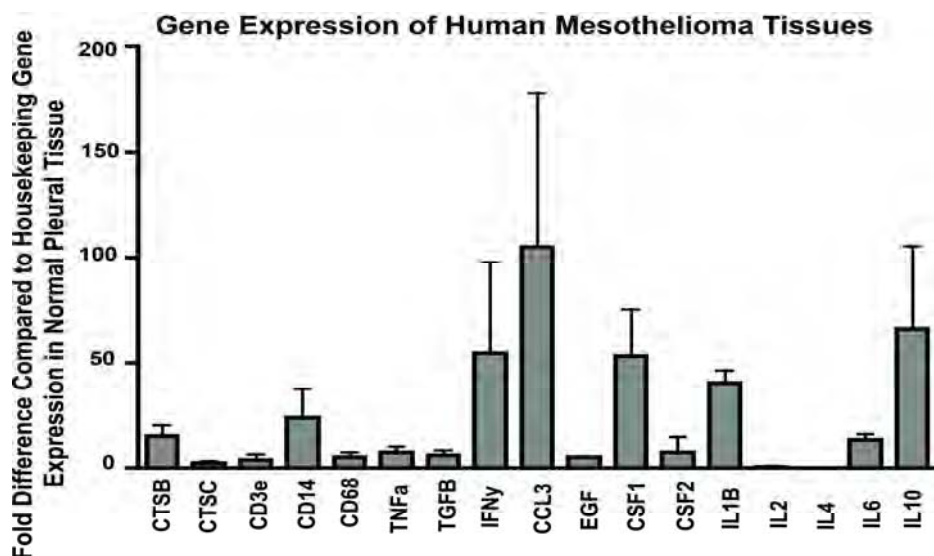 Gene Expression of Human Mesothelioma Tissues
Fold Difference Compared to Housekeeping Gene
Expression in Normal Pleural Tissue
200
150
100
50
0
CTSB
CTSC
CD3e
CD14
CD68
TNFa
TGFB
IFNy
CCL3
EGF
CSF1
CSF2
IL1B
IL2
IL4
IL6
IL10